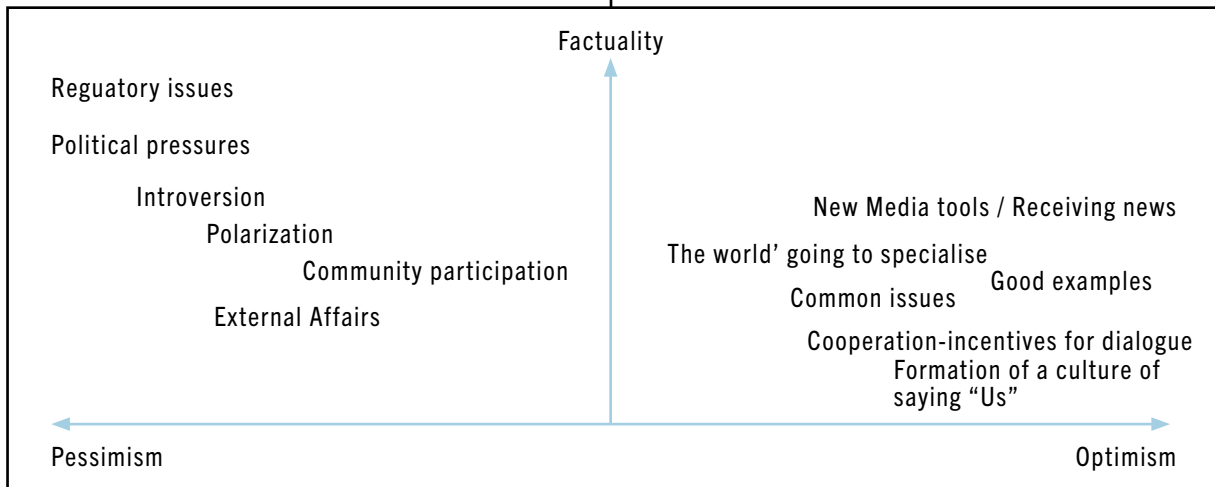 Factuality
Reguatory issues
Political pressures
Introversion
New Media tools / Receiving news
Polarization
The world' going to specialise
Community participation
Good examples
Common issues
External Affairs
Cooperation-incentives for dialogue
Formation of a culture of
saying “Us”
Pessimism
Optimism